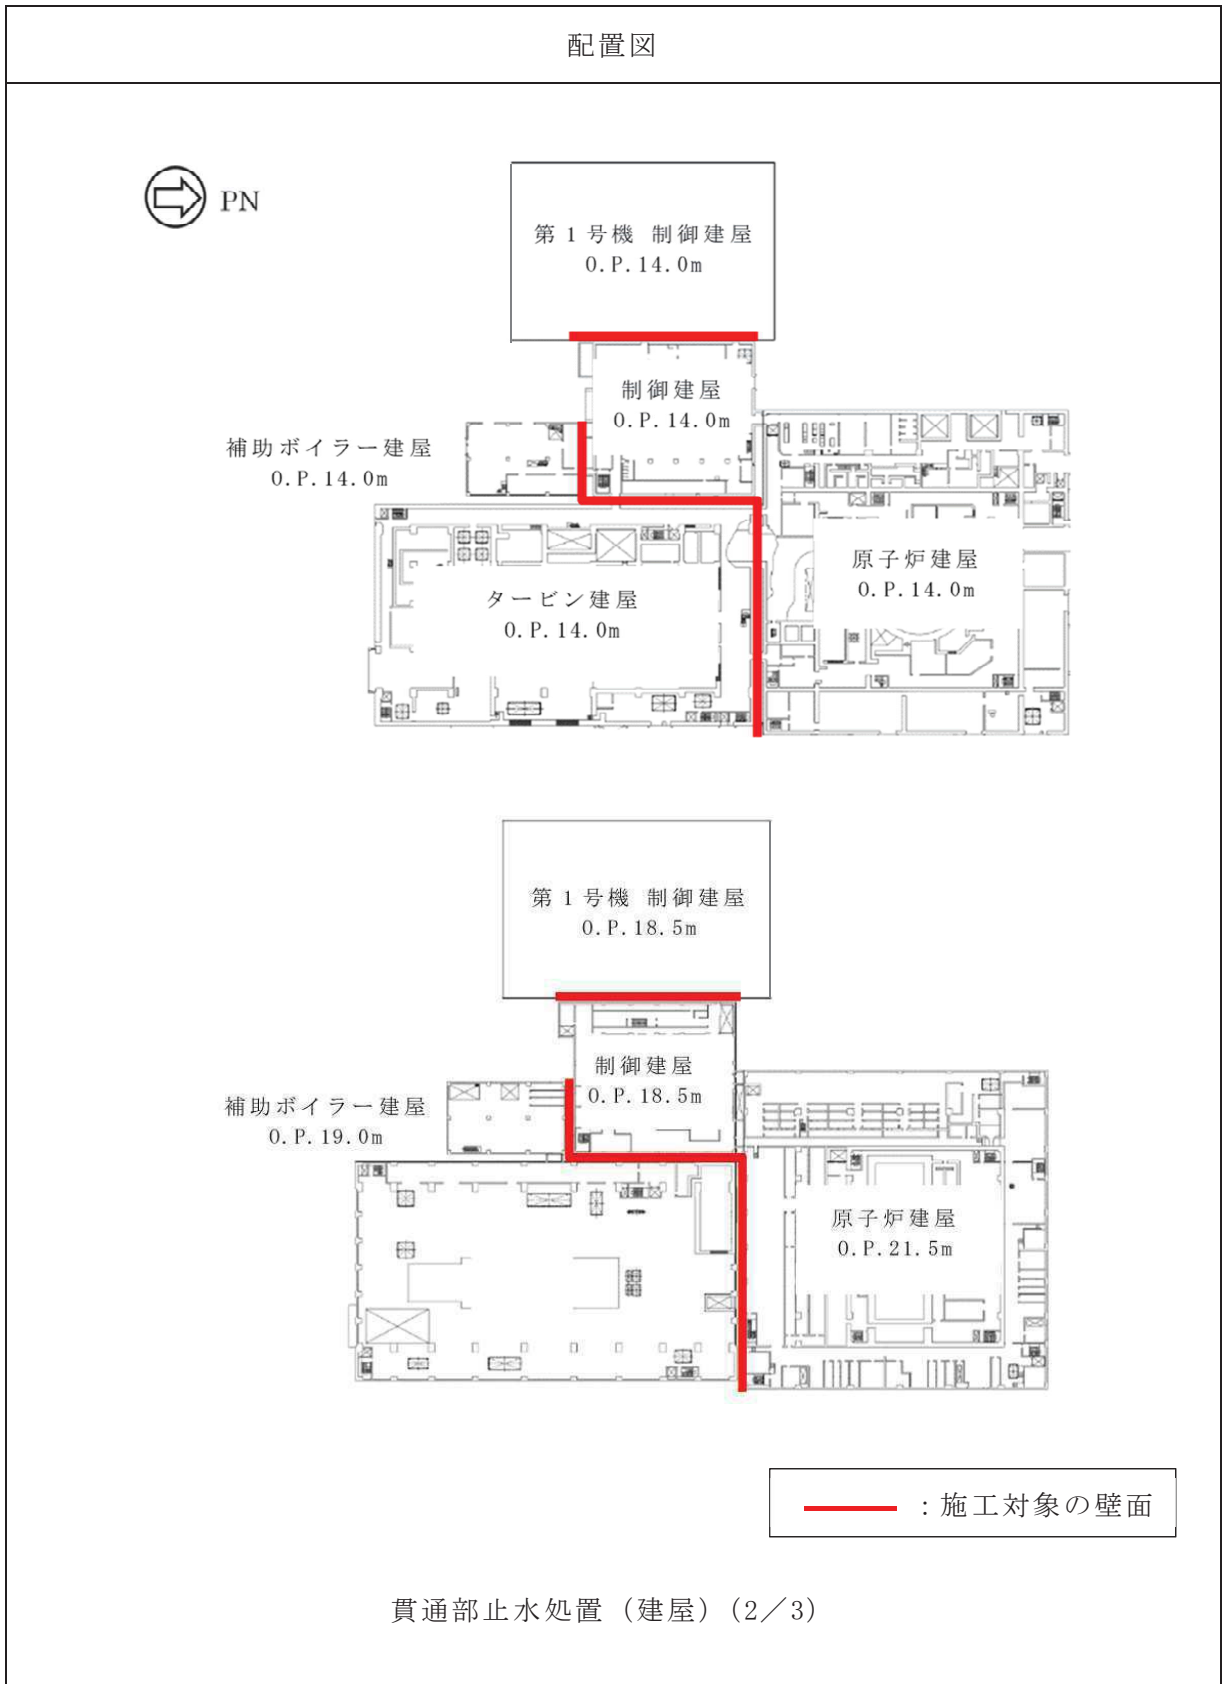 配置図
PN
第1号機 制御建屋
O.P.14.0m
制御建屋
O.P.14.0m
補助ボイラー建屋
O.P.14.0m
原子炉建屋
O.P.14.0m
タービン建屋
O.P.14.0m
第1号機 制御建屋
O.P.18.5m
制御建屋
O.P.18.5m
補助ボイラー建屋
O.P.19.0m
原子炉建屋
O.P.21.5m
:施工対象の壁面
貫通部止水処置（建屋）(2／3)